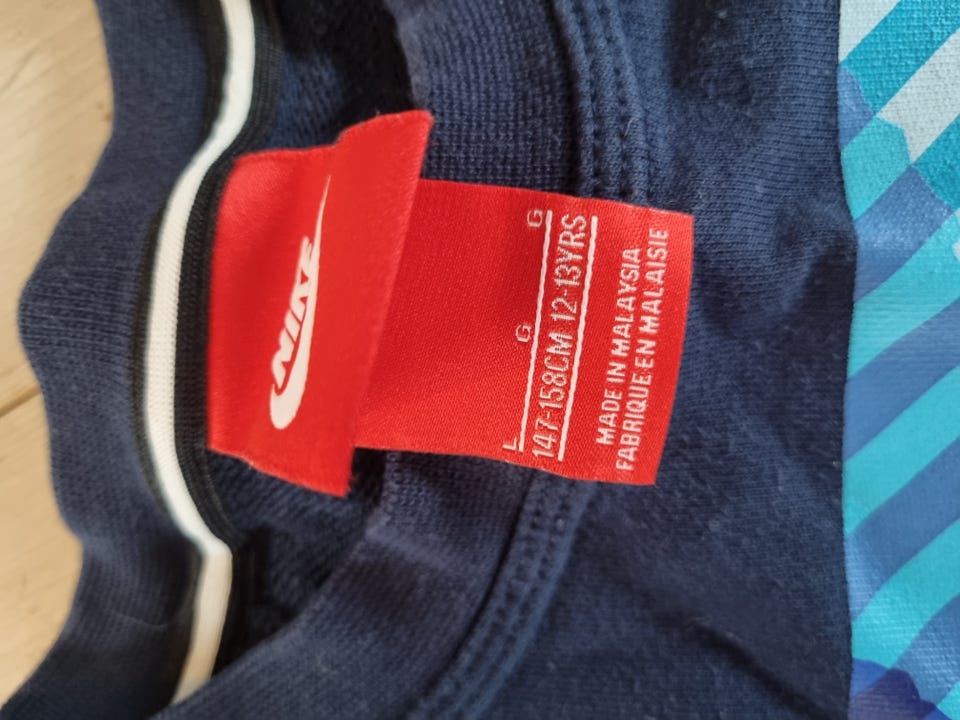 NIKE
L G G
147-158CM 12-13YRS
MADE IN MALAYSIA
FABRIQUE EN MALAISIE